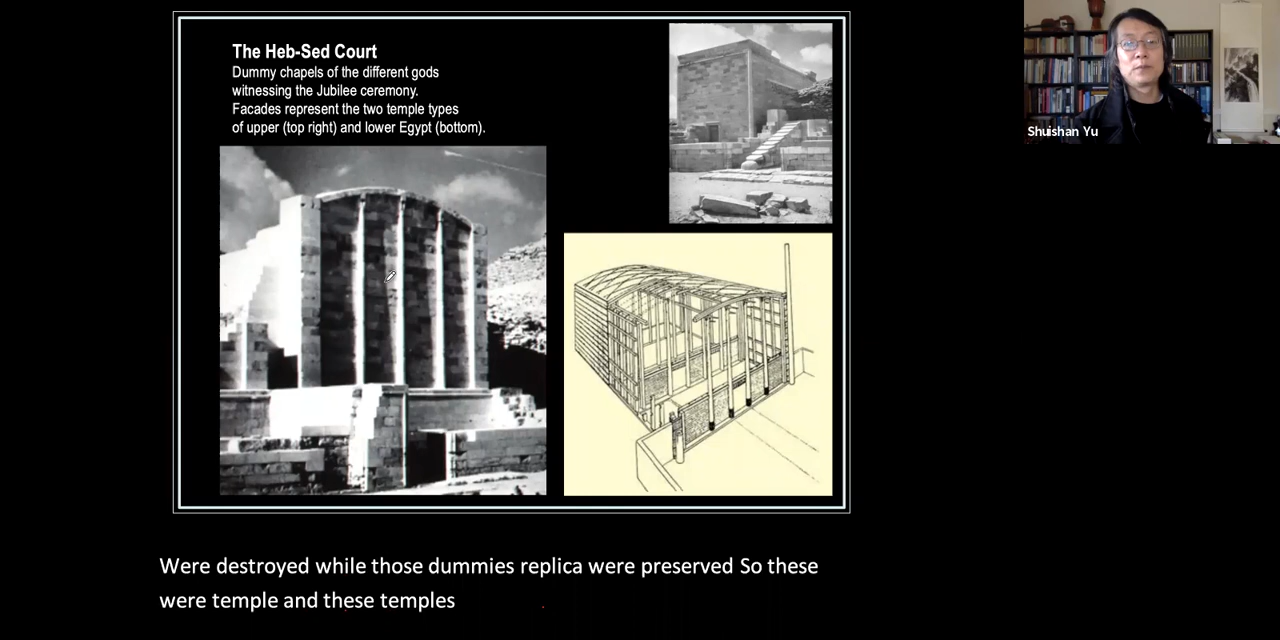 The Heb-Sed Court
Dummy chapels of the different gods
witnessing the Jubilee ceremony.
Facades represent the two temple types
of upper (top right) and lower Egypt (bottom).
Shuishan Yu
Were destroyed while those dummies replica were preserved So these
were temple and these temples